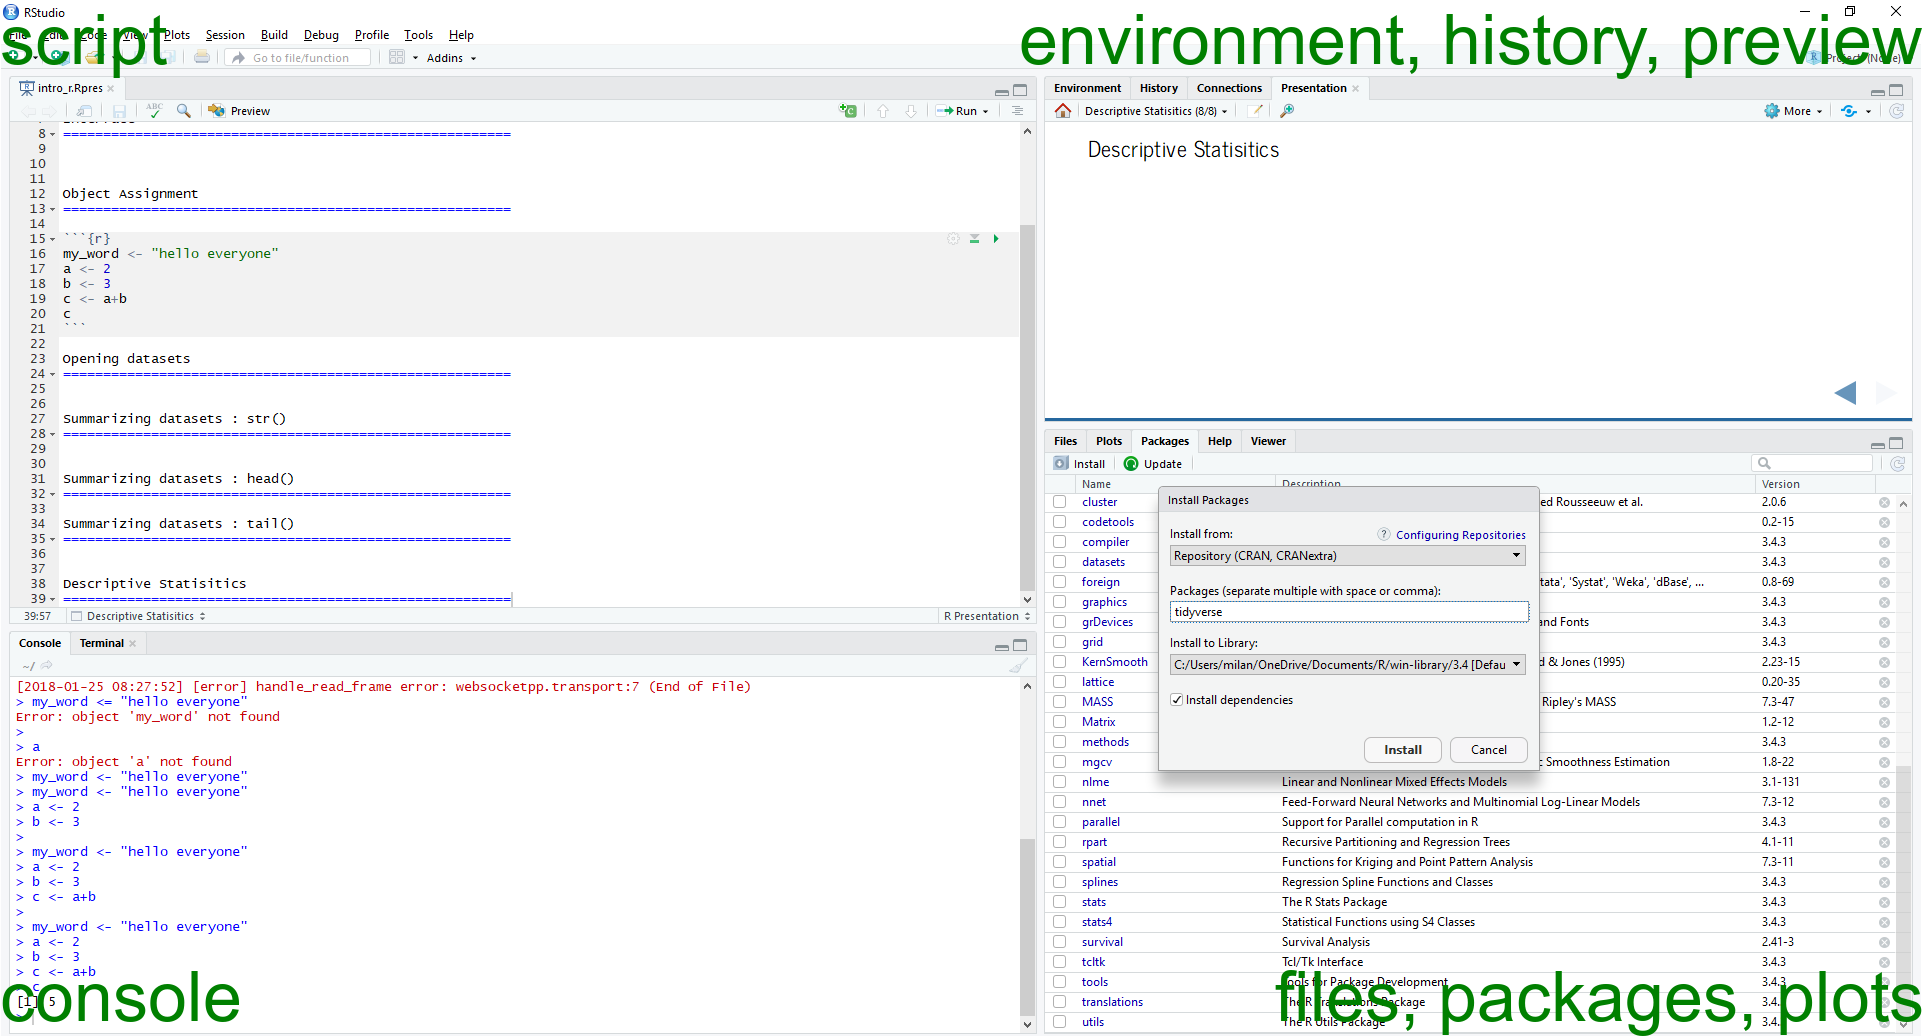 RStudio
script
File Edit Code View Plots Session Build Debug Profile Tools Help
environment, history, preview
Go to file/function
Addins
Project: (None)
intro_r.Rpres
Preview
Run
8 ====================================================
9
10
11
12 Object Assignment
13 ========================================================
14
15 ```{r}
16 my_word <- "hello everyone"
17 a <- 2
18 b <- 3
19 c <- a+b
20 c
21 ```
22
23 Opening datasets
24 ========================================================
25
26
27 Summarizing datasets : str()
28 ========================================================
29
30
31 Summarizing datasets : head()
32 ========================================================
33
34 Summarizing datasets : tail()
35 ========================================================
36
37
38 Descriptive Statisitics
39 ========================================================
39:57 Descriptive Statisitics R Presentation
Console Terminal
~/
[2018-01-25 08:27:52] [error] handle_read_frame error: websocketpp.transport:7 (End of File)
> my_word <= "hello everyone"
Error: object 'my_word' not found
>
> a
Error: object 'a' not found
> my_word <- "hello everyone"
> my_word <- "hello everyone"
> a <- 2
> b <- 3
>
> my_word <- "hello everyone"
> a <- 2
> b <- 3
> c <- a+b
>
> my_word <- "hello everyone"
> a <- 2
> b <- 3
> c <- a+b
> c
[1] 5
>
console
Environment History Connections Presentation
Descriptive Statisitics (8/8) More
Descriptive Statisitics
Files Plots Packages Help Viewer
Install Update
Name Description Version
cluster ed Rousseeuw et al. 2.0.6
codetools 0.2-15
compiler 3.4.3
datasets 3.4.3
foreign tata', 'Systat', 'Weka', 'dBase', ... 0.8-69
graphics 3.4.3
grDevices and Fonts 3.4.3
grid 3.4.3
KernSmooth d & Jones (1995) 2.23-15
lattice 0.20-35
MASS Ripley's MASS 7.3-47
Matrix 1.2-12
methods 3.4.3
mgcv c Smoothness Estimation 1.8-22
nlme Linear and Nonlinear Mixed Effects Models 3.1-131
nnet Feed-Forward Neural Networks and Multinomial Log-Linear Models 7.3-12
parallel Support for Parallel computation in R 3.4.3
rpart Recursive Partitioning and Regression Trees 4.1-11
spatial Functions for Kriging and Point Pattern Analysis 7.3-11
splines Regression Spline Functions and Classes 3.4.3
stats The R Stats Package 3.4.3
stats4 Statistical Functions using S4 Classes 3.4.3
survival Survival Analysis 2.41-3
tcltk Tcl/Tk Interface 3.4.3
tools Tools for Package Development 3.4.3
translations The R Translations Package 3.4.
utils The R Utils Package 3.4.3
files, packages, plots
Install Packages
Install from: ? Configuring Repositories
Repository (CRAN, CRANextra)
Packages (separate multiple with space or comma):
tidyverse
Install to Library:
C:/Users/milan/OneDrive/Documents/R/win-library/3.4 [Defau
Install dependencies
Install Cancel